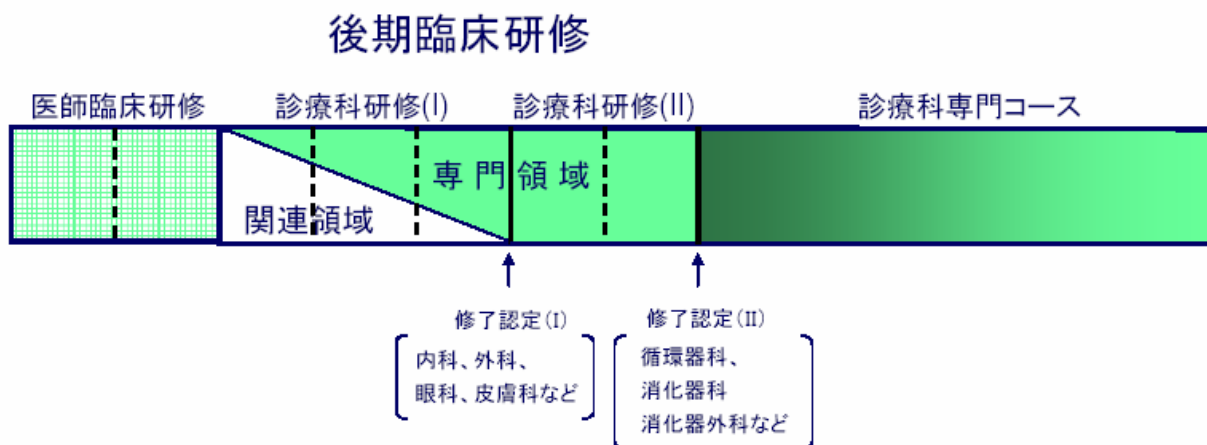 後期臨床研修
医師臨床研修 診療科研修(I) 診療科研修(II) 診療科専門コース
専門領域
関連領域
修了認定(I) 修了認定(II)
内科、外科、
眼科、皮膚科など
循環器科、
消化器科
消化器外科など